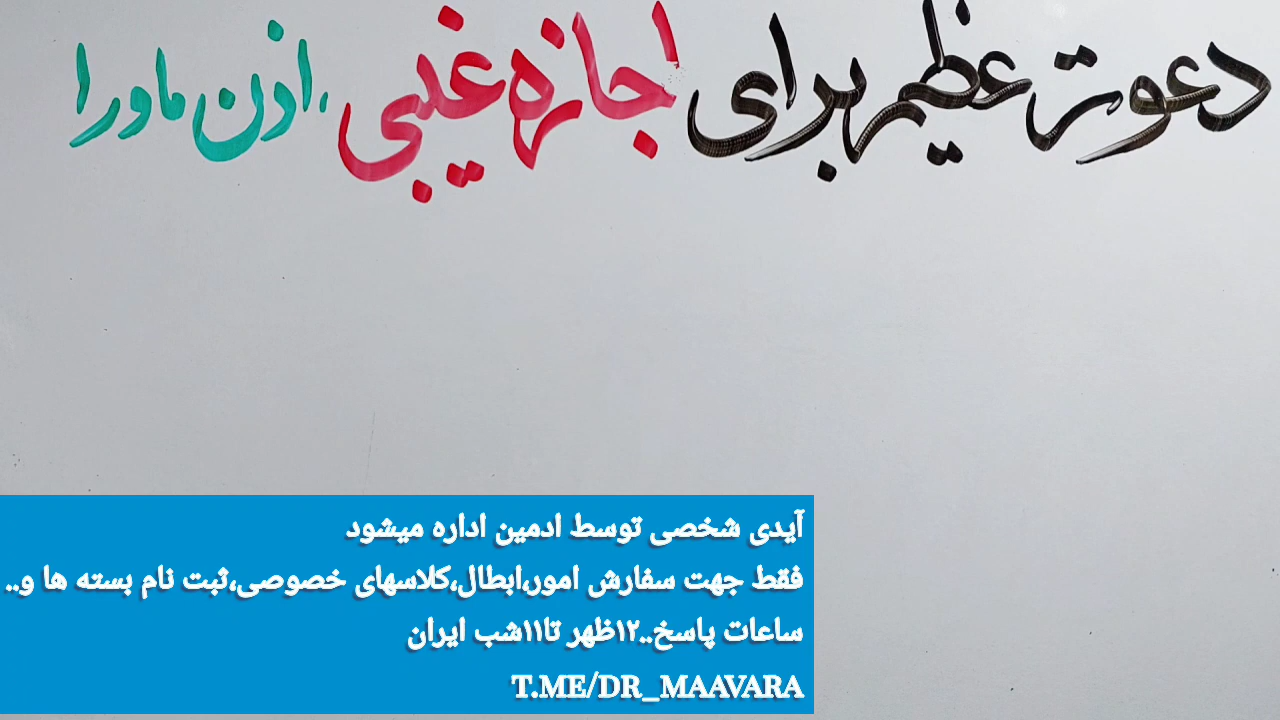 دعوت عظیم برای اجازه غیبی، اذن ماورا
آیدی شخصی توسط ادمین اداره میشود
فقط جهت سفارش امور،ابطال،کلاسهای خصوصی،ثبت نام بسته ها و..
ساعات پاسخ..۱۲ظهر تا۱۱شب ایران
T.ME/DR_MAAVARA